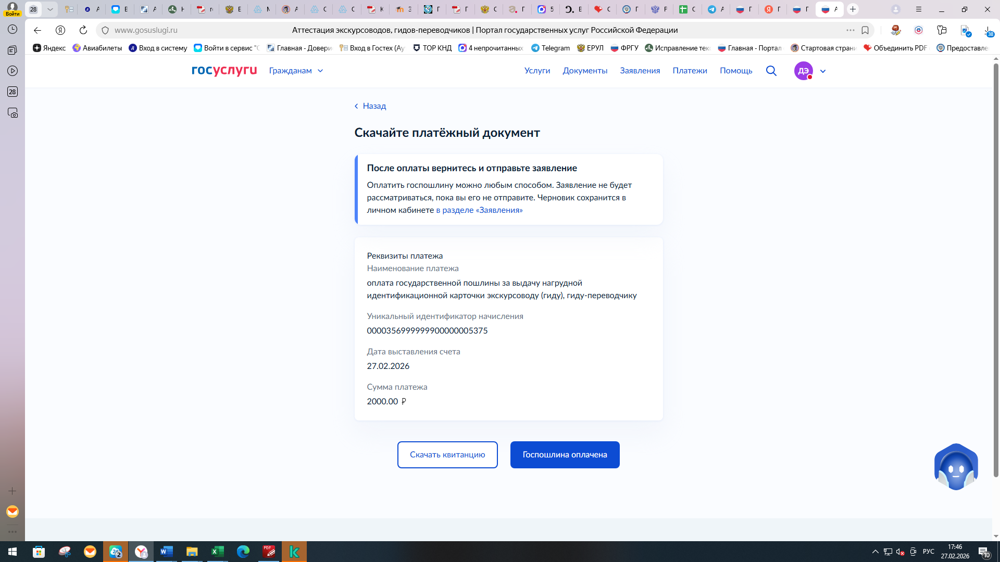 Войти
28
www.gosuslugi.ru
Аттестация экскурсоводов, гидов-переводчиков | Портал государственных услуг Российской Федерации
38
Яндекс
Авиабилеты
Вход в систему
Войти в сервис "С
Главная - Довери
Вход в Гостех (Ау
ТОР КНД
4 непрочитанных
Telegram
ЕРУЛ
ФРГУ
Исправление тек
Главная - Портал
Стартовая страни
Объединить PDF
Предоставле
28
госуслуги
Гражданам
Услуги
Документы
Заявления
Платежи
Помощь
ДЭ
Назад
Скачайте платёжный документ
После оплаты вернитесь и отправьте заявление
Оплатить госпошлину можно любым способом. Заявление не будет
рассматриваться, пока вы его не отправите. Черновик сохранится в
личном кабинете в разделе «Заявления»
Реквизиты платежа
Наименование платежа
оплата государственной пошлины за выдачу нагрудной
идентификационной карточки экскурсоводу (гиду), гиду-переводчику
Уникальный идентификатор начисления
0000356999999900000005375
Дата выставления счета
27.02.2026
Сумма платежа
2000.00 ₽
Скачать квитанцию
Госпошлина оплачена
РУС
17:46
27.02.2026
10